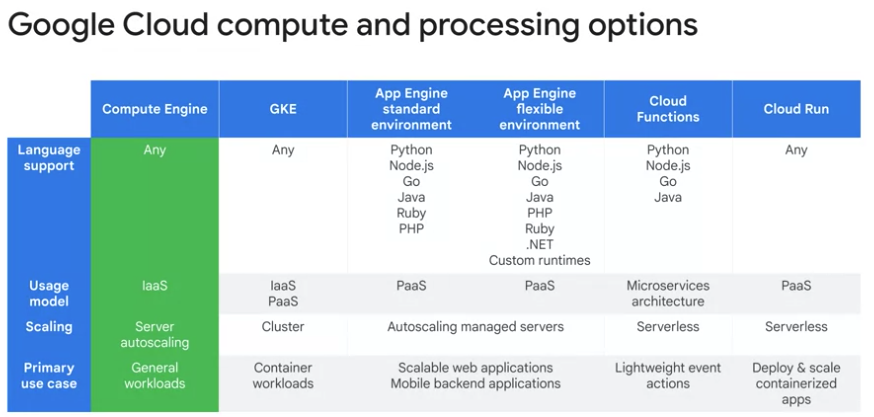 Google Cloud compute and processing options
Compute Engine
GKE
App Engine
standard
environment
App Engine
flexible
environment
Cloud
Functions
Cloud Run
Language
support
Any
Any
Python
Node.js
Go
Java
Ruby
PHP
Python
Node.js
Go
Java
PHP
Ruby
.NET
Custom runtimes
Python
Node.js
Go
Java
Any
Usage
model
IaaS
IaaS
PaaS
PaaS
PaaS
Microservices
architecture
PaaS
Scaling
Server
autoscaling
Cluster
Autoscaling managed servers
Serverless
Serverless
Primary
use case
General
workloads
Container
workloads
Scalable web applications
Mobile backend applications
Lightweight event
actions
Deploy & scale
containerized
apps